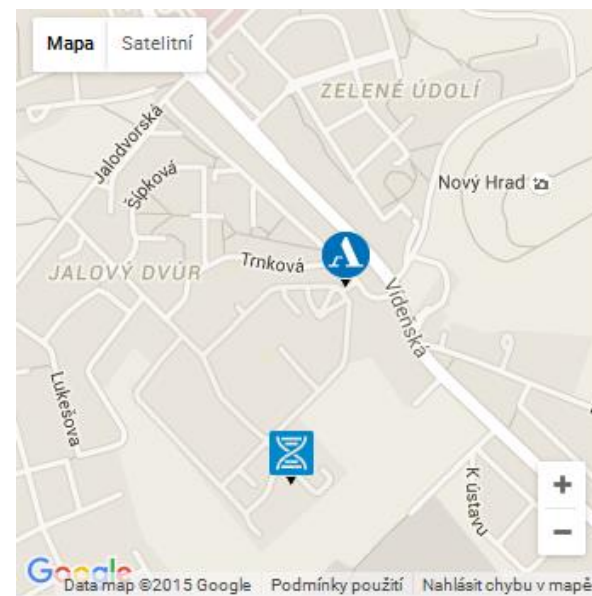 Mapa Satelitní
ZELENÉ ÚDOLÍ
Jalodvorská
Šípková
Nový Hrad
JALOVÝ DVŮR
Trnková
Vídeňská
Lukešova
K ústavu
+
−
Google
Data map ©2015 Google Podmínky použití Nahlásit chybu v mapě